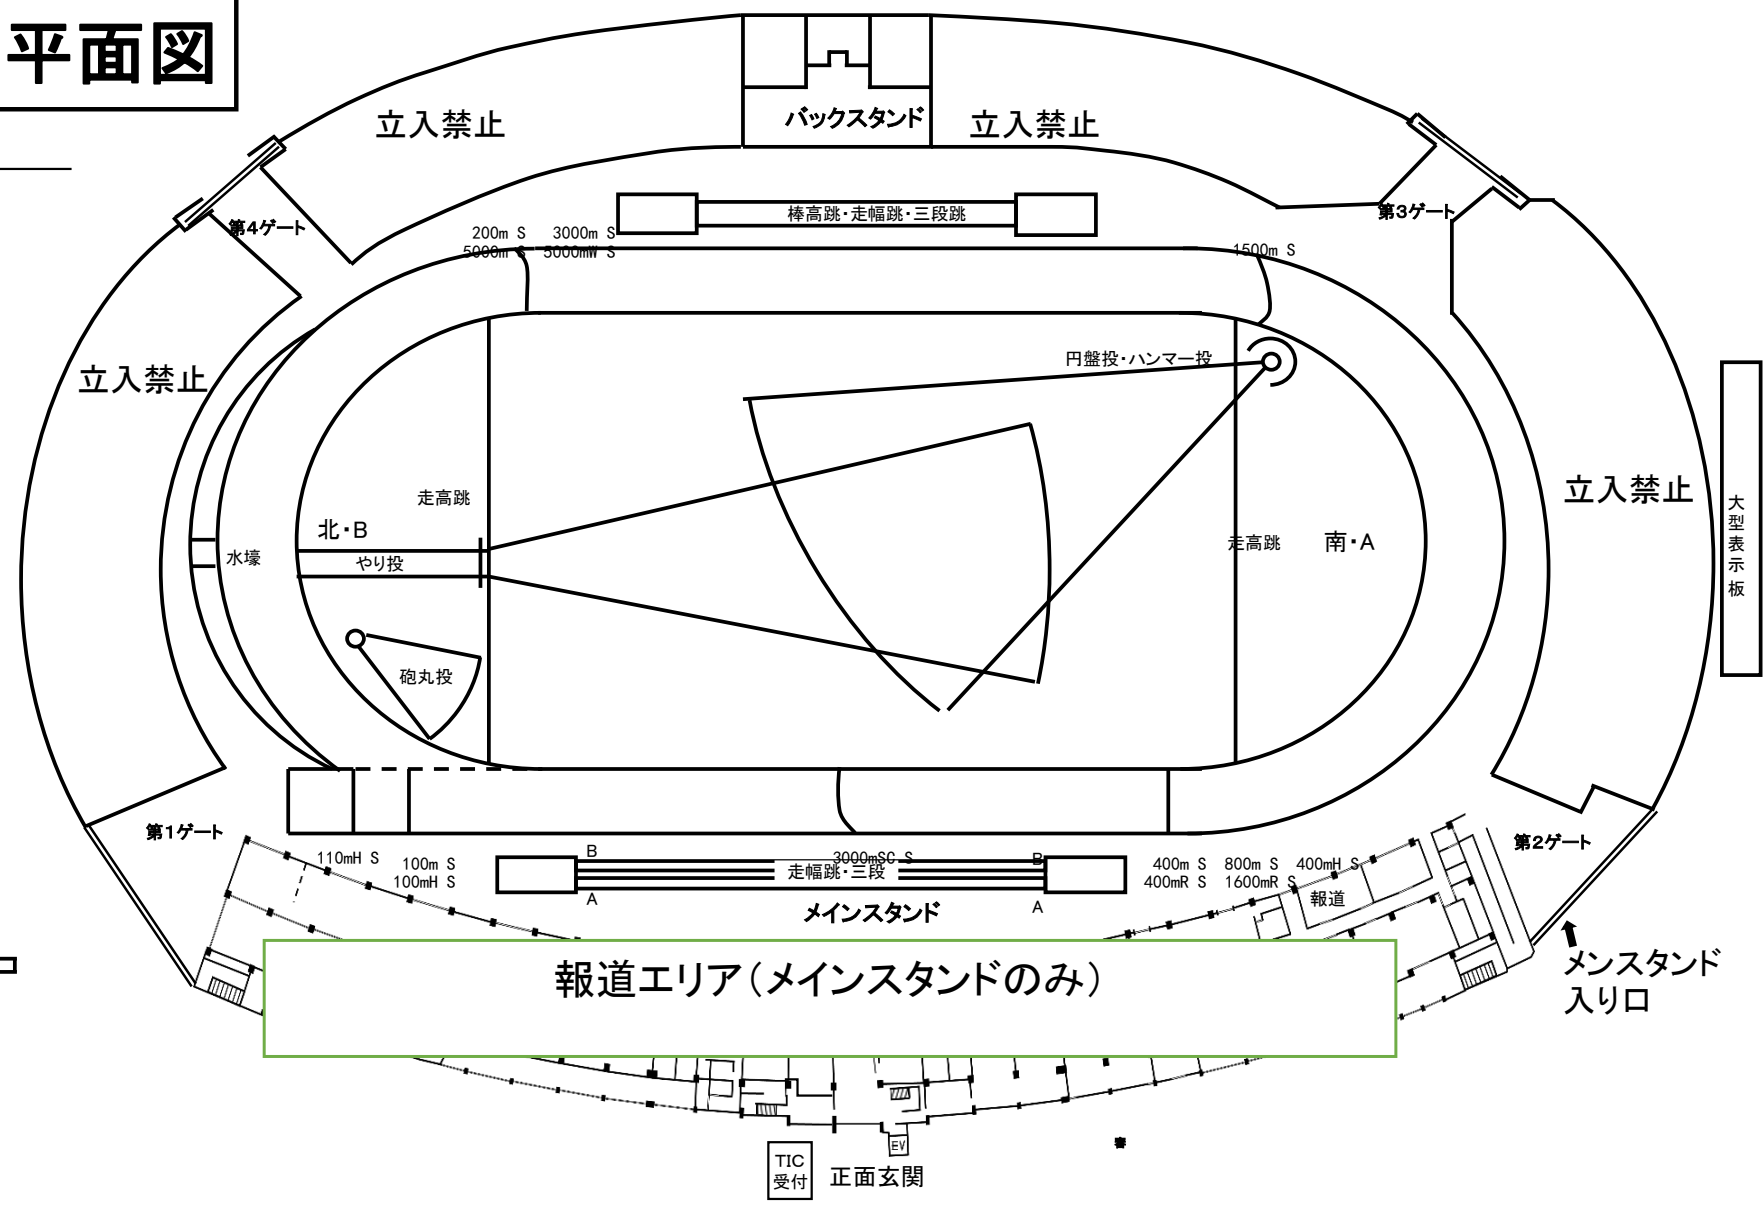 平面図
立入禁止
バックスタンド
立入禁止
第4ゲート
棒高跳・走幅跳・三段跳
第3ゲート
200m S 3000m S
5000m S 5000mW S
1500m S
円盤投・ハンマー投
立入禁止
立入禁止
大型表示板
走高跳
北・B
やり投
水壕
走高跳
南・A
砲丸投
第1ゲート
第2ゲート
110mH S
100m S
100mH S
B
3000mSC S
B
走幅跳・三段
A
A
400m S 800m S 400mH S
400mR S 1600mR S
報道
メインスタンド
報道エリア(メインスタンドのみ)
メンスタンド
入り口
EV
TIC
受付
正面玄関